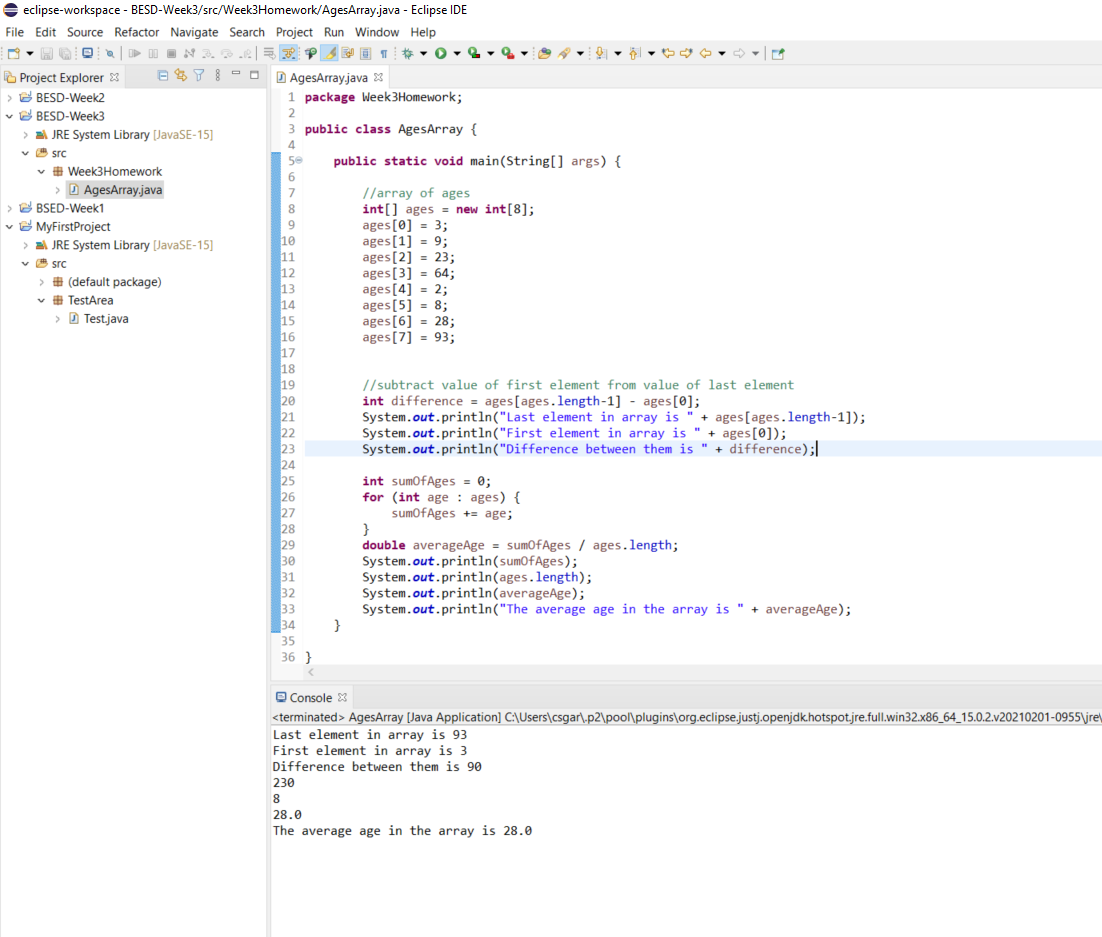 eclipse-workspace - BESD-Week3/src/Week3Homework/AgesArray.java - Eclipse IDE
File Edit Source Refactor Navigate Search Project Run Window Help
Project Explorer
BESD-Week2
BESD-Week3
JRE System Library [JavaSE-15]
src
Week3Homework
AgesArray.java
BSED-Week1
MyFirstProject
JRE System Library [JavaSE-15]
src
(default package)
TestArea
Test.java
AgesArray.java
1 package Week3Homework;
2
3 public class AgesArray {
4
5     public static void main(String[] args) {
6
7         //array of ages
8         int[] ages = new int[8];
9         ages[0] = 3;
10         ages[1] = 9;
11         ages[2] = 23;
12         ages[3] = 64;
13         ages[4] = 2;
14         ages[5] = 8;
15         ages[6] = 28;
16         ages[7] = 93;
17
18
19         //subtract value of first element from value of last element
20         int difference = ages[ages.length-1] - ages[0];
21         System.out.println("Last element in array is " + ages[ages.length-1]);
22         System.out.println("First element in array is " + ages[0]);
23         System.out.println("Difference between them is " + difference);
24
25         int sumOfAges = 0;
26         for (int age : ages) {
27             sumOfAges += age;
28         }
29         double averageAge = sumOfAges / ages.length;
30         System.out.println(sumOfAges);
31         System.out.println(ages.length);
32         System.out.println(averageAge);
33         System.out.println("The average age in the array is " + averageAge);
34     }
35
36 }
Console
<terminated> AgesArray [Java Application] C:\Users\csgar\.p2\pool\plugins\org.eclipse.justj.openjdk.hotspot.jre.full.win32.x86_64_15.0.2.v20210201-0955\jre\
Last element in array is 93
First element in array is 3
Difference between them is 90
230
8
28.0
The average age in the array is 28.0